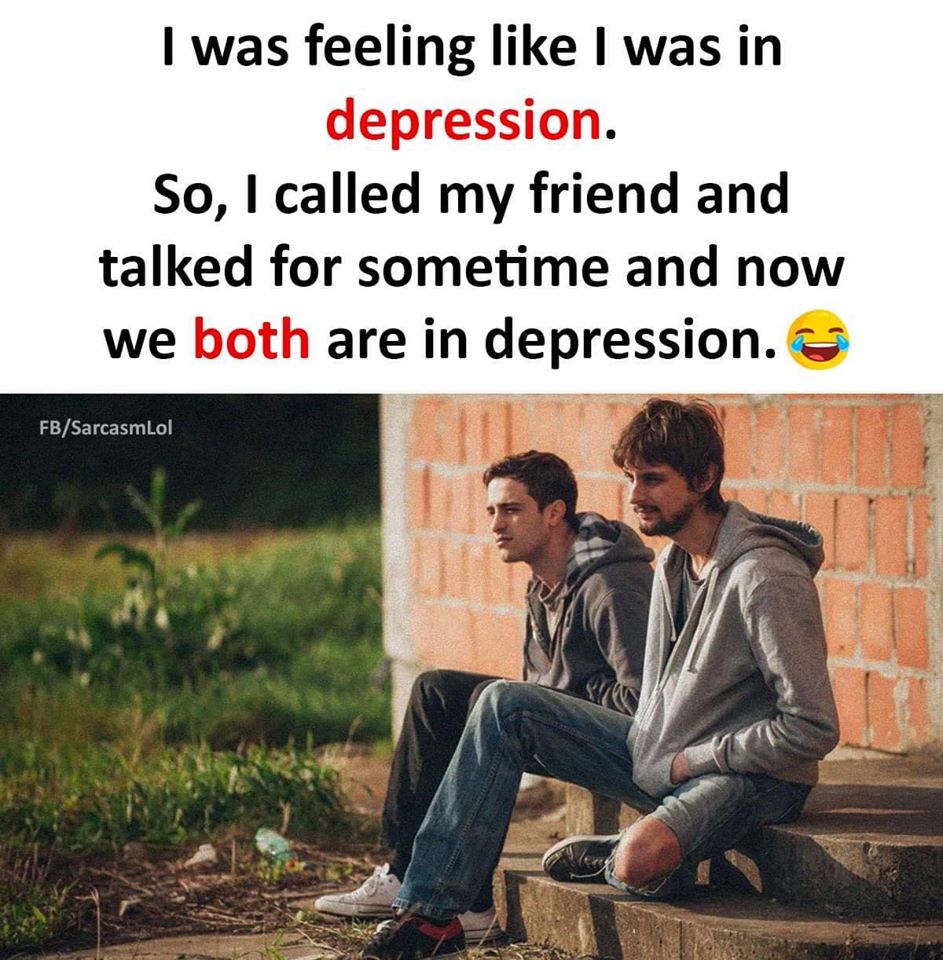 I was feeling like I was in
depression.
So, I called my friend and
talked for sometime and now
we both are in depression.😂
FB/SarcasmLol